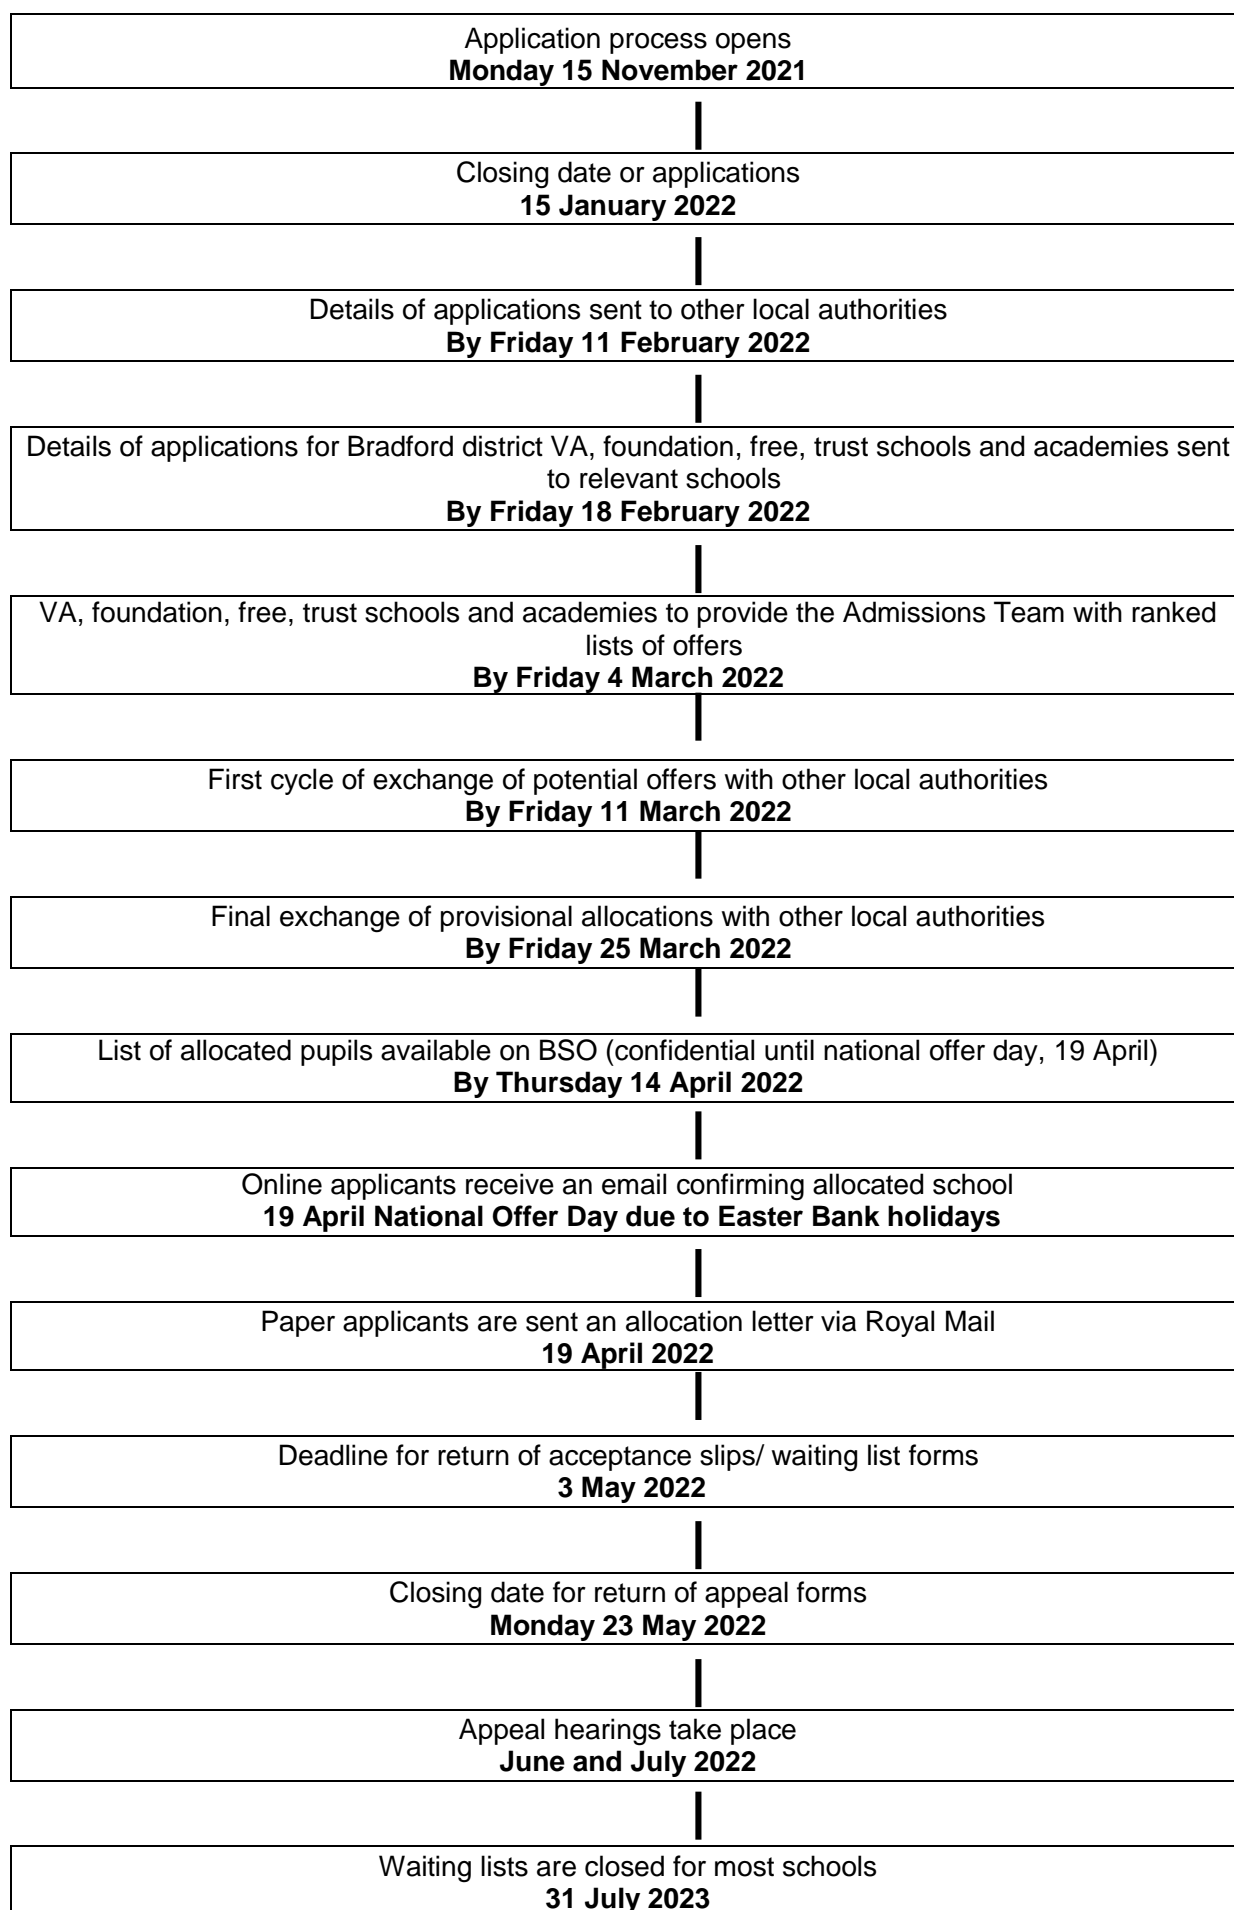 Application process opens
Monday 15 November 2021
Closing date or applications
15 January 2022
Details of applications sent to other local authorities
By Friday 11 February 2022
Details of applications for Bradford district VA, foundation, free, trust schools and academies sent
to relevant schools
By Friday 18 February 2022
VA, foundation, free, trust schools and academies to provide the Admissions Team with ranked
lists of offers
By Friday 4 March 2022
First cycle of exchange of potential offers with other local authorities
By Friday 11 March 2022
Final exchange of provisional allocations with other local authorities
By Friday 25 March 2022
List of allocated pupils available on BSO (confidential until national offer day, 19 April)
By Thursday 14 April 2022
Online applicants receive an email confirming allocated school
19 April National Offer Day due to Easter Bank holidays
Paper applicants are sent an allocation letter via Royal Mail
19 April 2022
Deadline for return of acceptance slips/ waiting list forms
3 May 2022
Closing date for return of appeal forms
Monday 23 May 2022
Appeal hearings take place
June and July 2022
Waiting lists are closed for most schools
31 July 2023